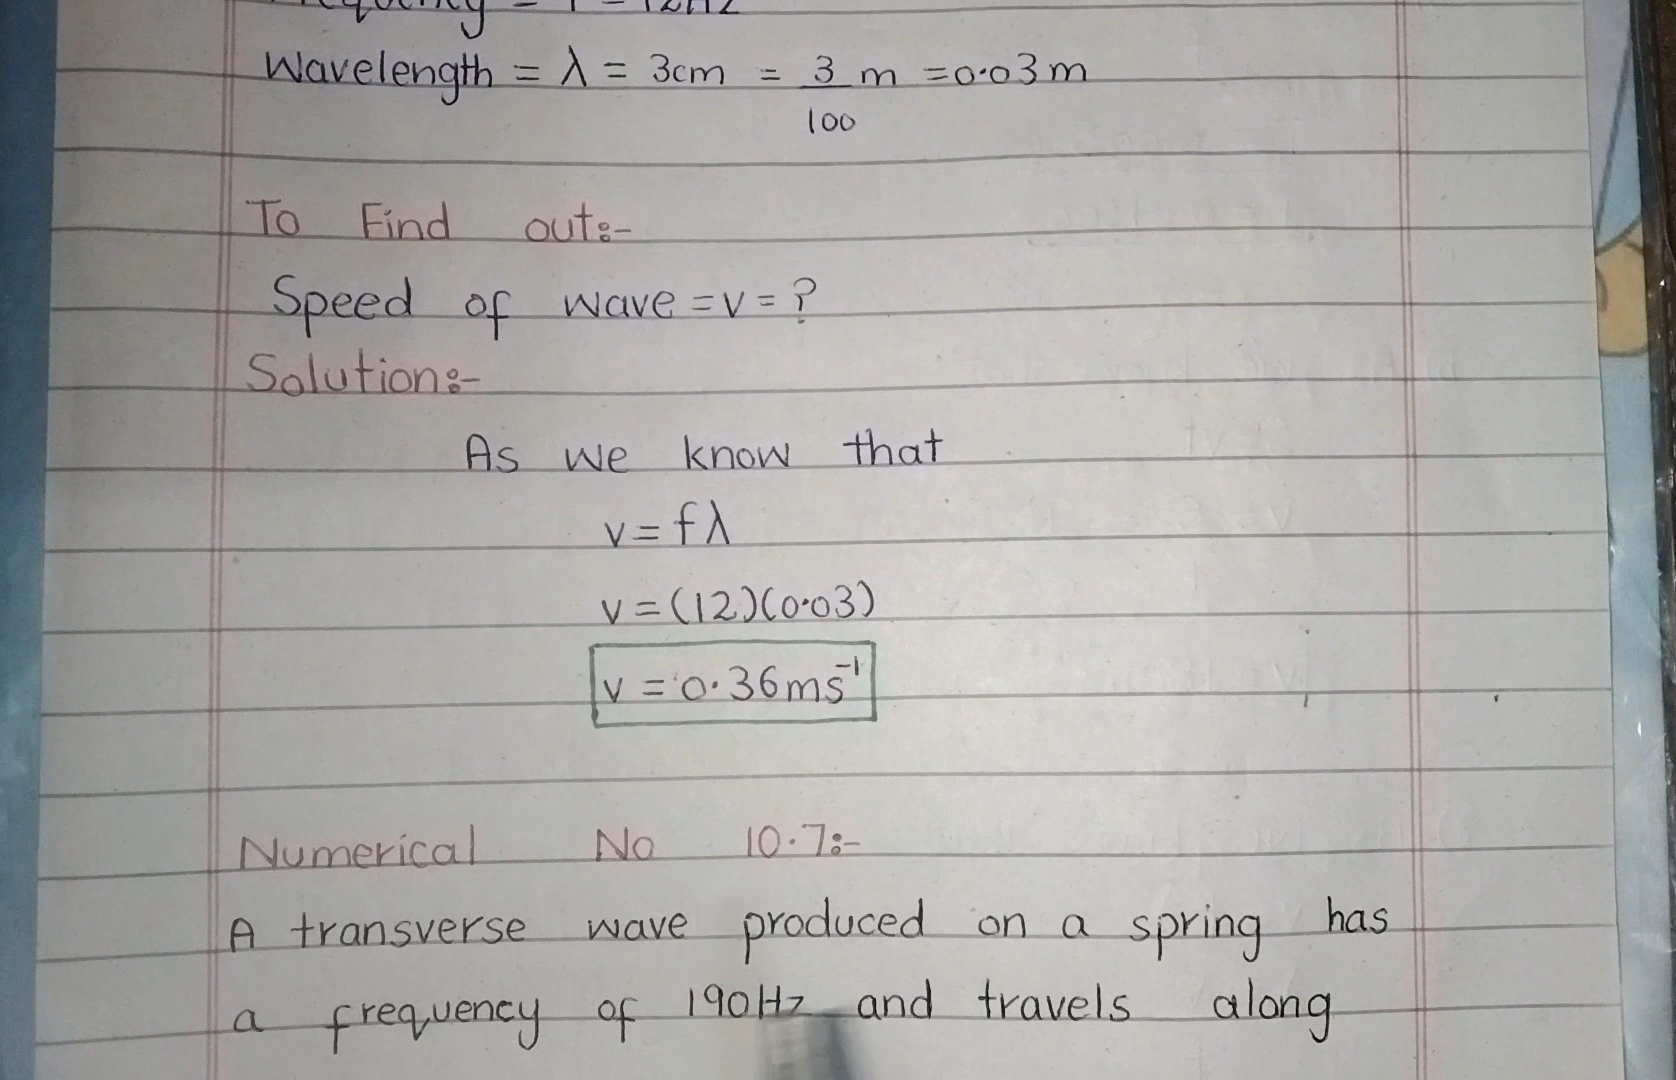 frequency = f = 12Hz
Wavelength = λ = 3cm = 3/100 m = 0.03m
To Find out:-
Speed of wave = v = ?
Solution:-
As we know that
v = fλ
v = (12)(0.03)
v = 0.36ms⁻¹
Numerical No 10.7:-
A transverse wave produced on a spring has
a frequency of 190Hz and travels along